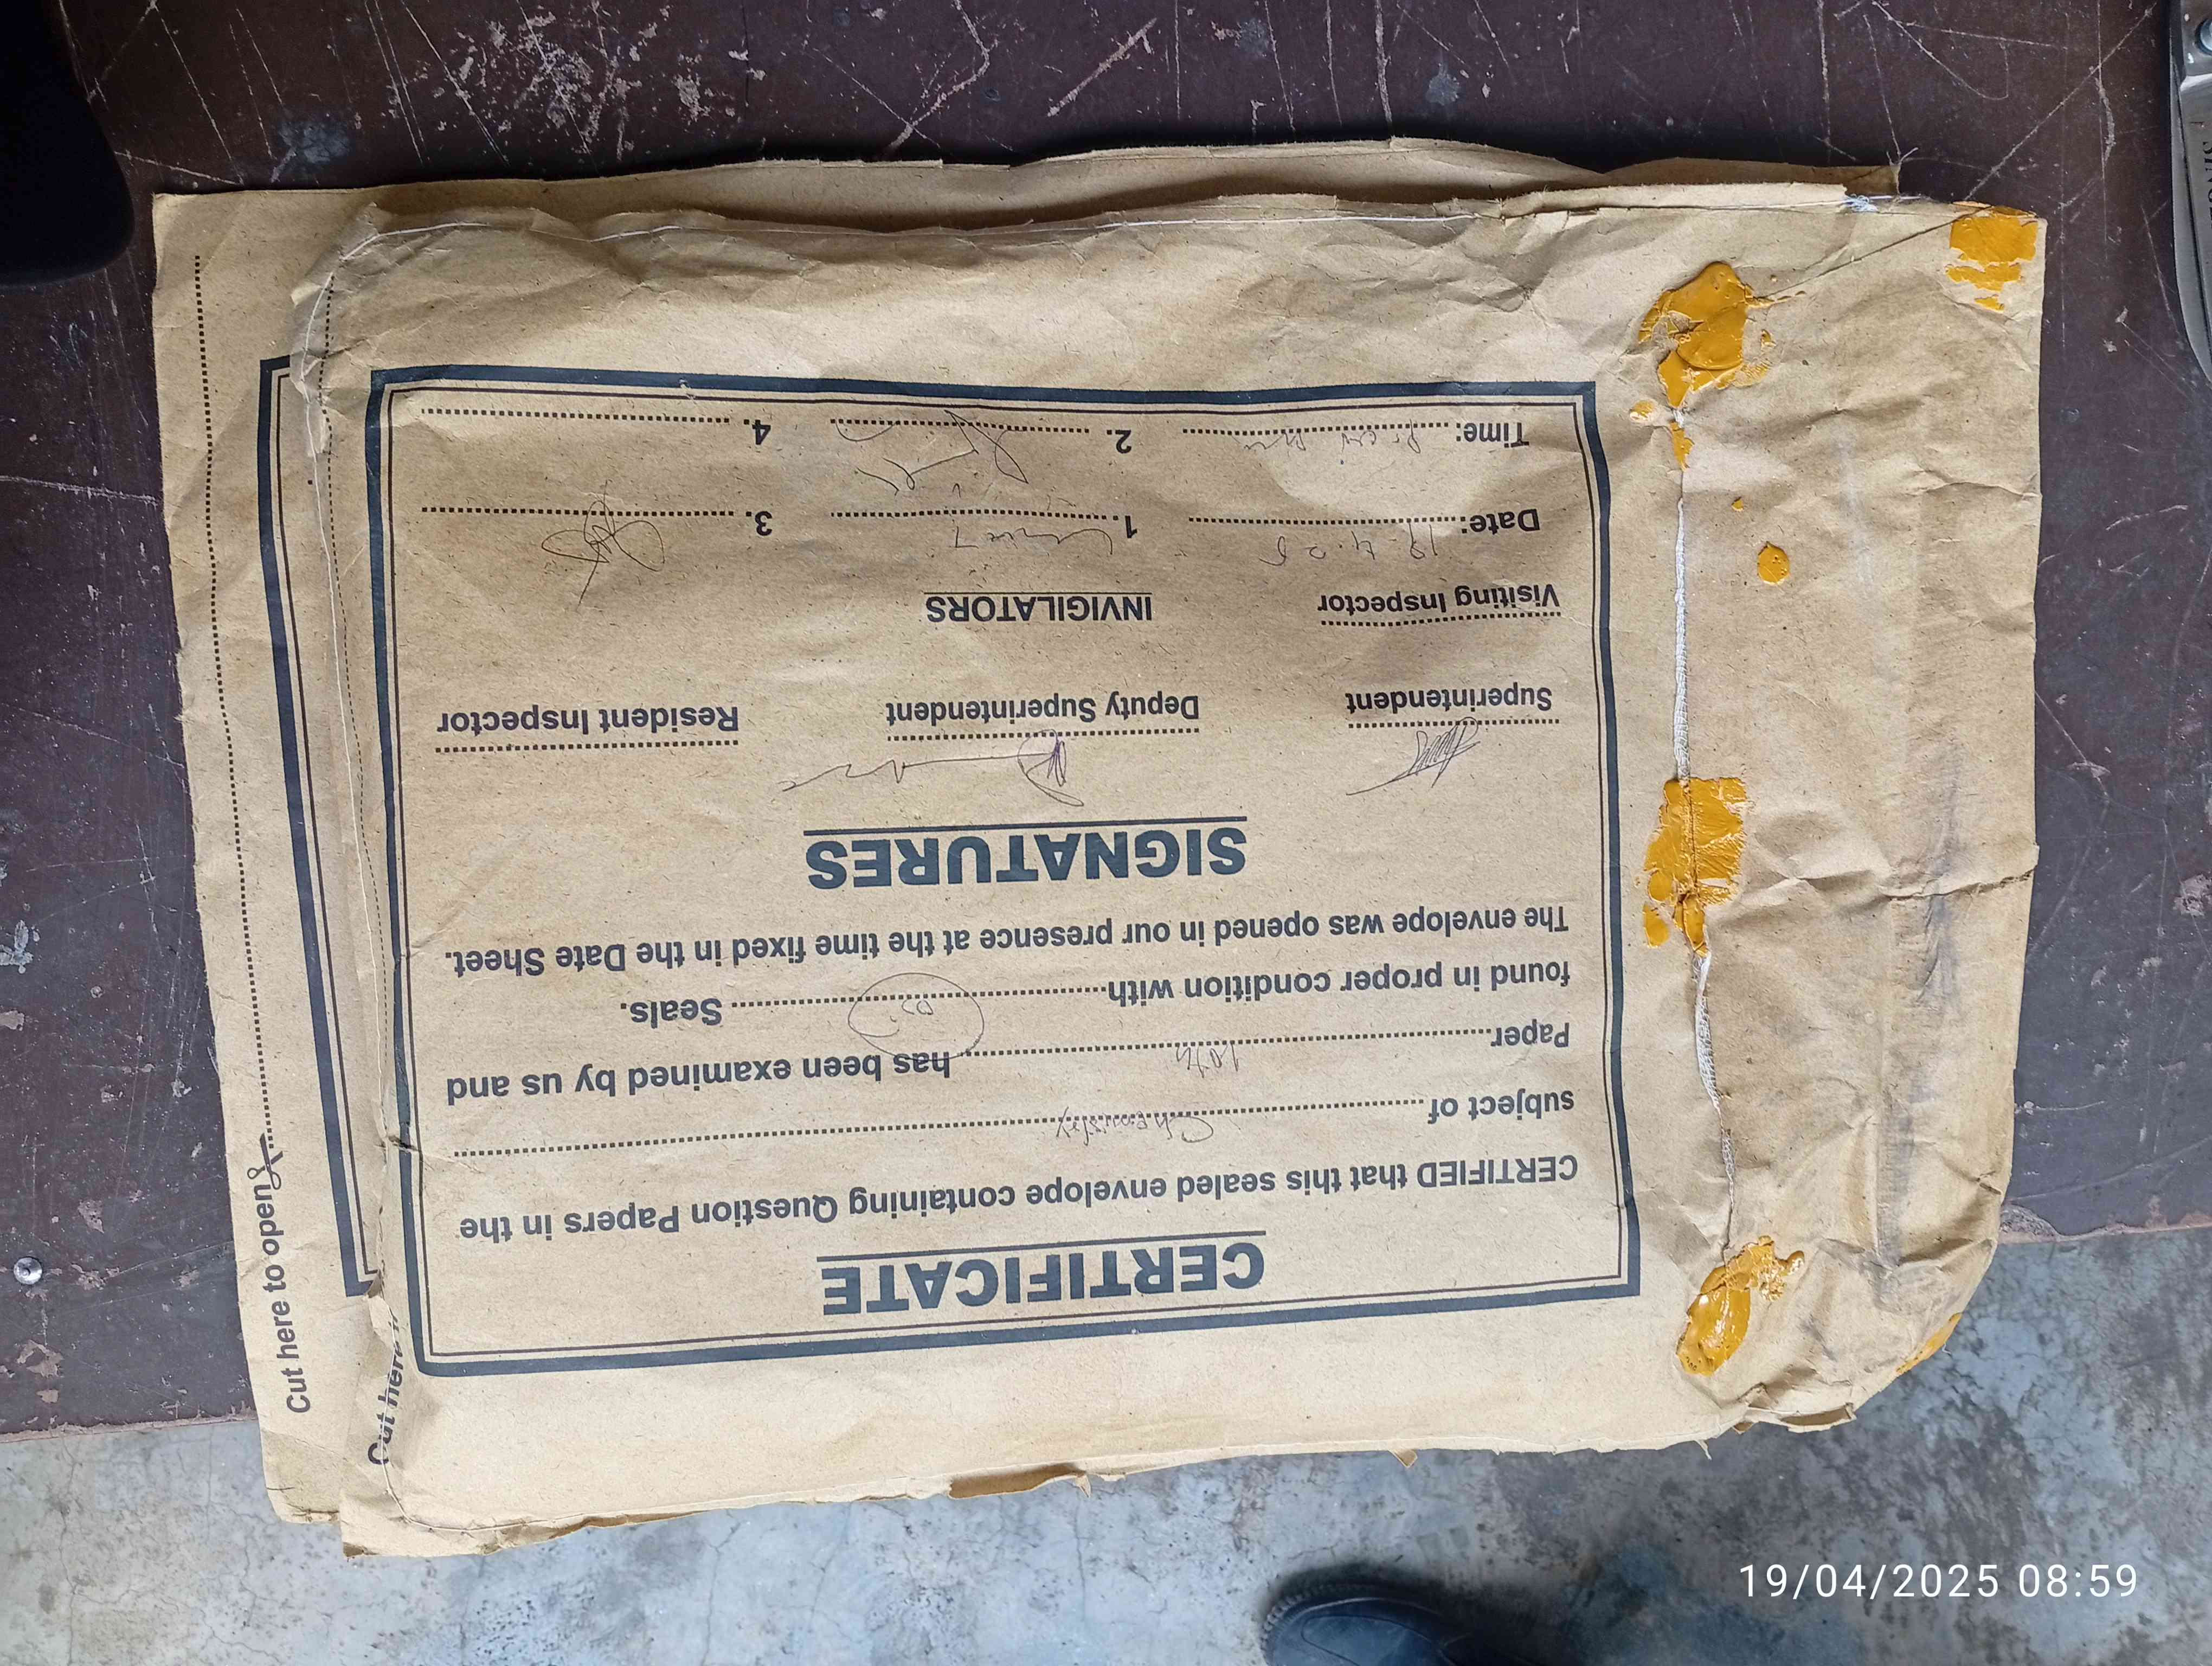 CERTIFICATE
CERTIFIED that this sealed envelope containing Question Papers in the
subject of Chemistry
Paper 10th has been examined by us and
found in proper condition with Seals.
The envelope was opened in our presence at the time fixed in the Date Sheet.
SIGNATURES
Superintendent Deputy Superintendent Resident Inspector
Visiting Inspector INVIGILATORS
Date: 19.4.25 1. 3.
Time: 2. 4.
Cut here to open
Cut here
19/04/2025 08:59